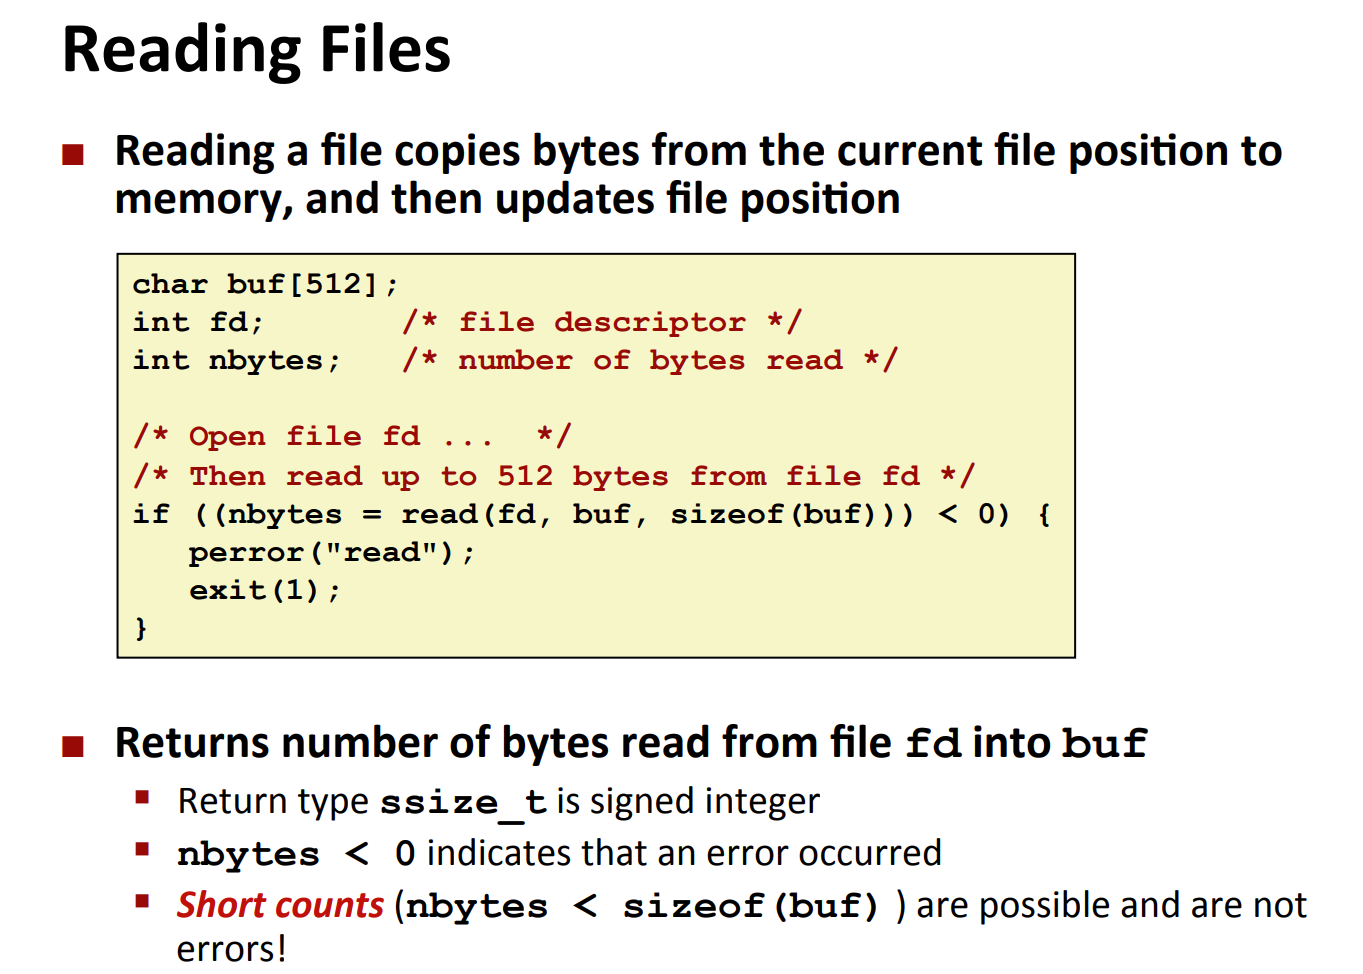 Reading Files
Reading a file copies bytes from the current file position to
memory, and then updates file position
char buf[512];
int fd;       /* file descriptor */
int nbytes;   /* number of bytes read */
/* Open file fd ...  */
/* Then read up to 512 bytes from file fd */
if ((nbytes = read(fd, buf, sizeof(buf))) < 0) {
   perror("read");
   exit(1);
}
Returns number of bytes read from file fd into buf
Return type ssize_t is signed integer
nbytes < 0 indicates that an error occurred
Short counts (nbytes < sizeof(buf) ) are possible and are not
errors!